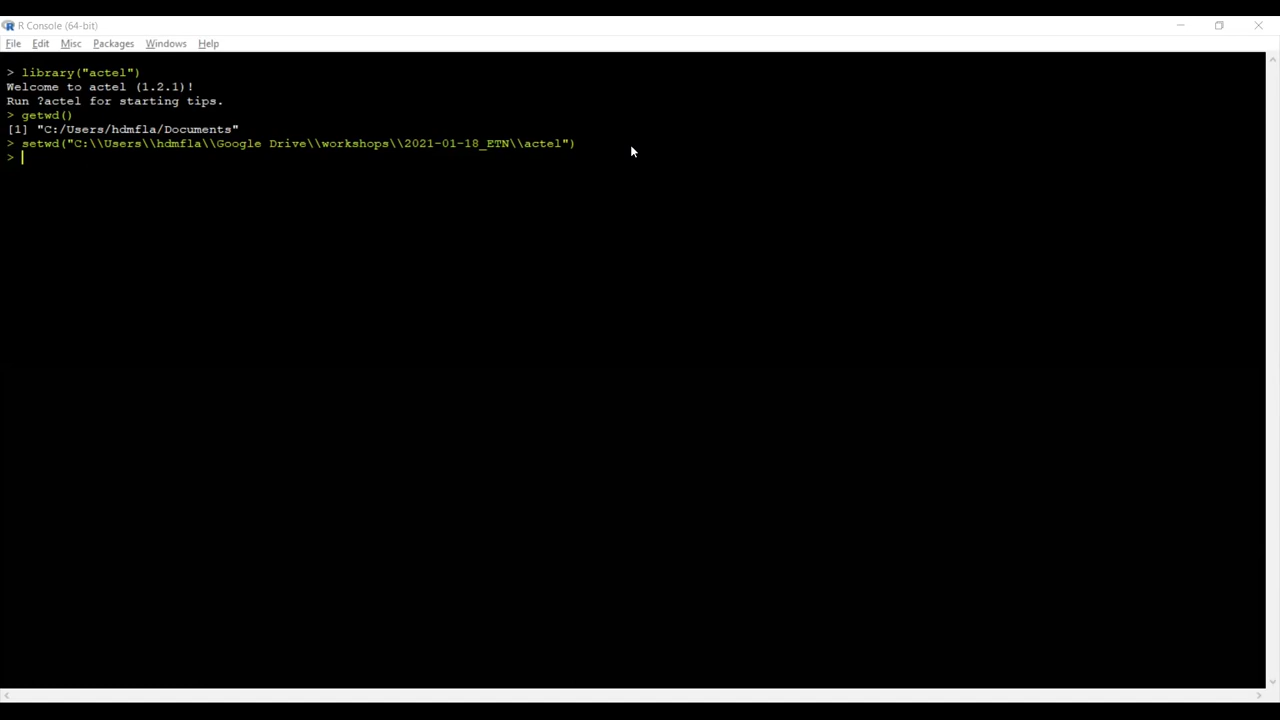 R Console (64-bit)
File Edit Misc Packages Windows Help
> library("actel")
Welcome to actel (1.2.1)!
Run ?actel for starting tips.
> getwd()
[1] "C:/Users/hdmfla/Documents"
> setwd("C:\\Users\\hdmfla\\Google Drive\\workshops\\2021-01-18_ETN\\actel")
>